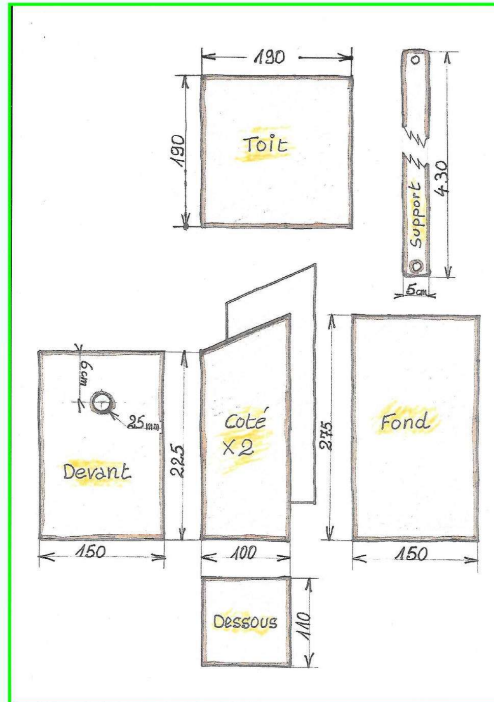 190
190
Toit
430
Support
5cm
6cm
25mm
Devant
225
Coté
X2
275
Fond
150
100
150
Dessous
110